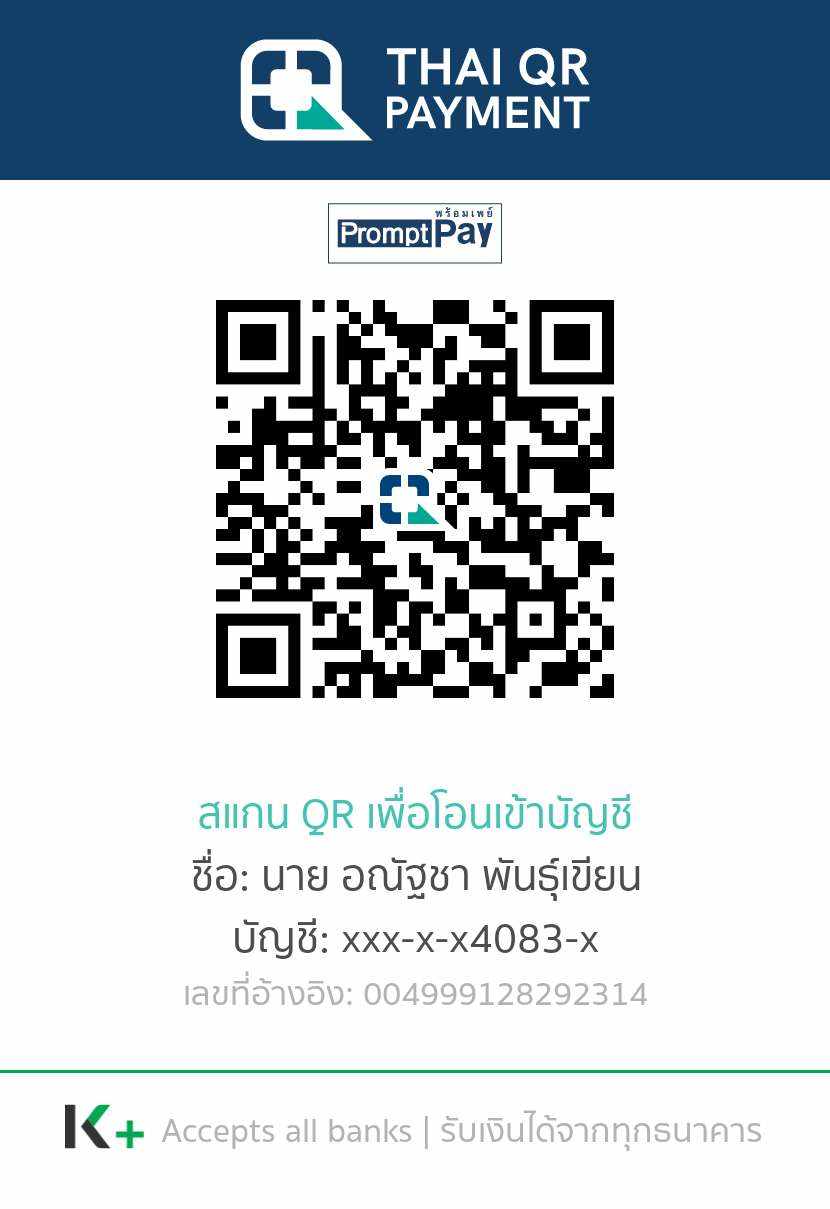 THAI QR
PAYMENT
พร้อมเพย์
PromptPay
สแกน QR เพื่อโอนเข้าบัญชี
ชื่อ: นาย อณัฐชา พันธุ์เขียน
บัญชี: xxx-x-x4083-x
เลขที่อ้างอิง: 004999128292314
K+ Accepts all banks | รับเงินได้จากทุกธนาคาร